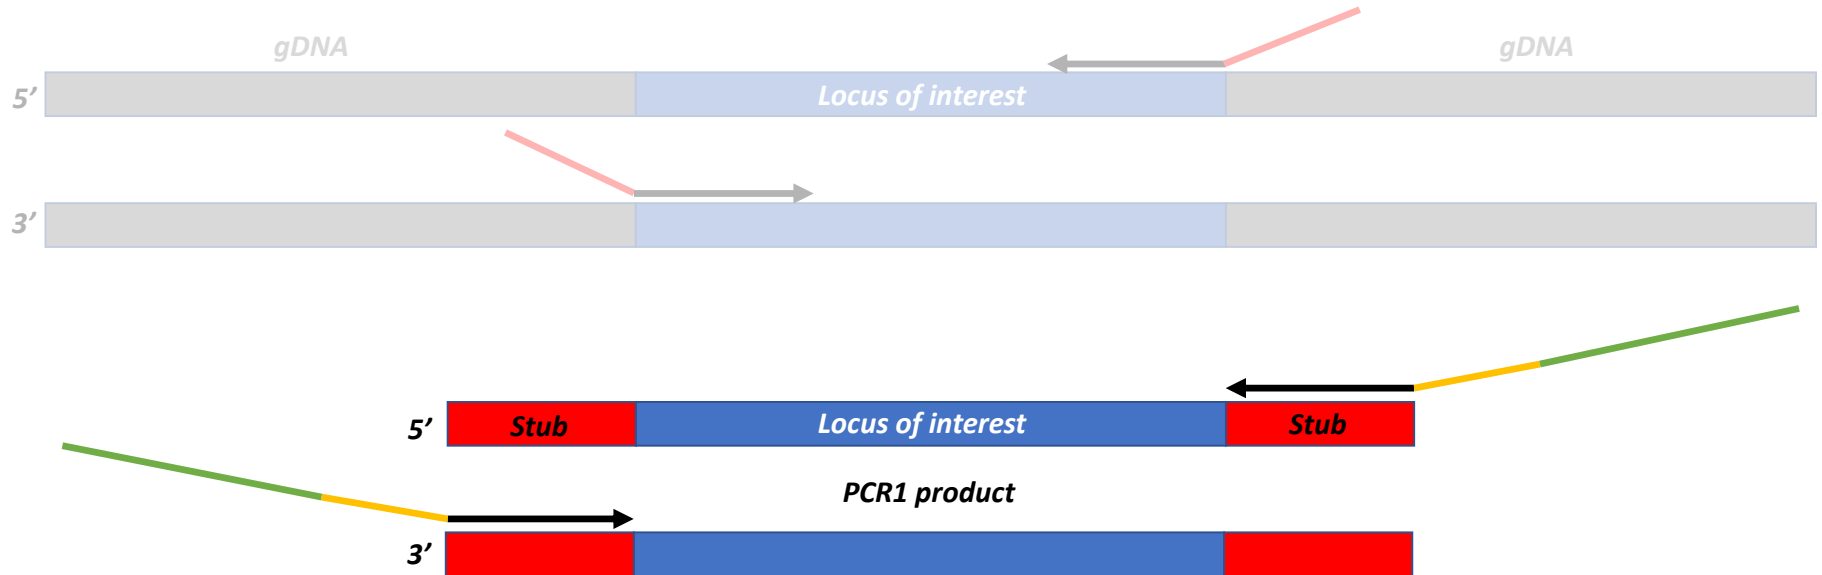 gDNA
gDNA
5’
Locus of interest
3’
5’
Stub
Locus of interest
Stub
PCR1 product
3’